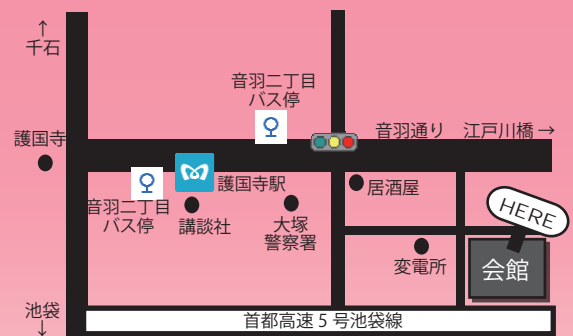 ↑
千石
音羽二丁目
バス停
護国寺
音羽通り 江戸川橋→
護国寺駅
居酒屋
音羽二丁目
バス停
講談社
大塚
警察署
HERE
変電所
会館
池袋
↓
首都高速5号池袋線